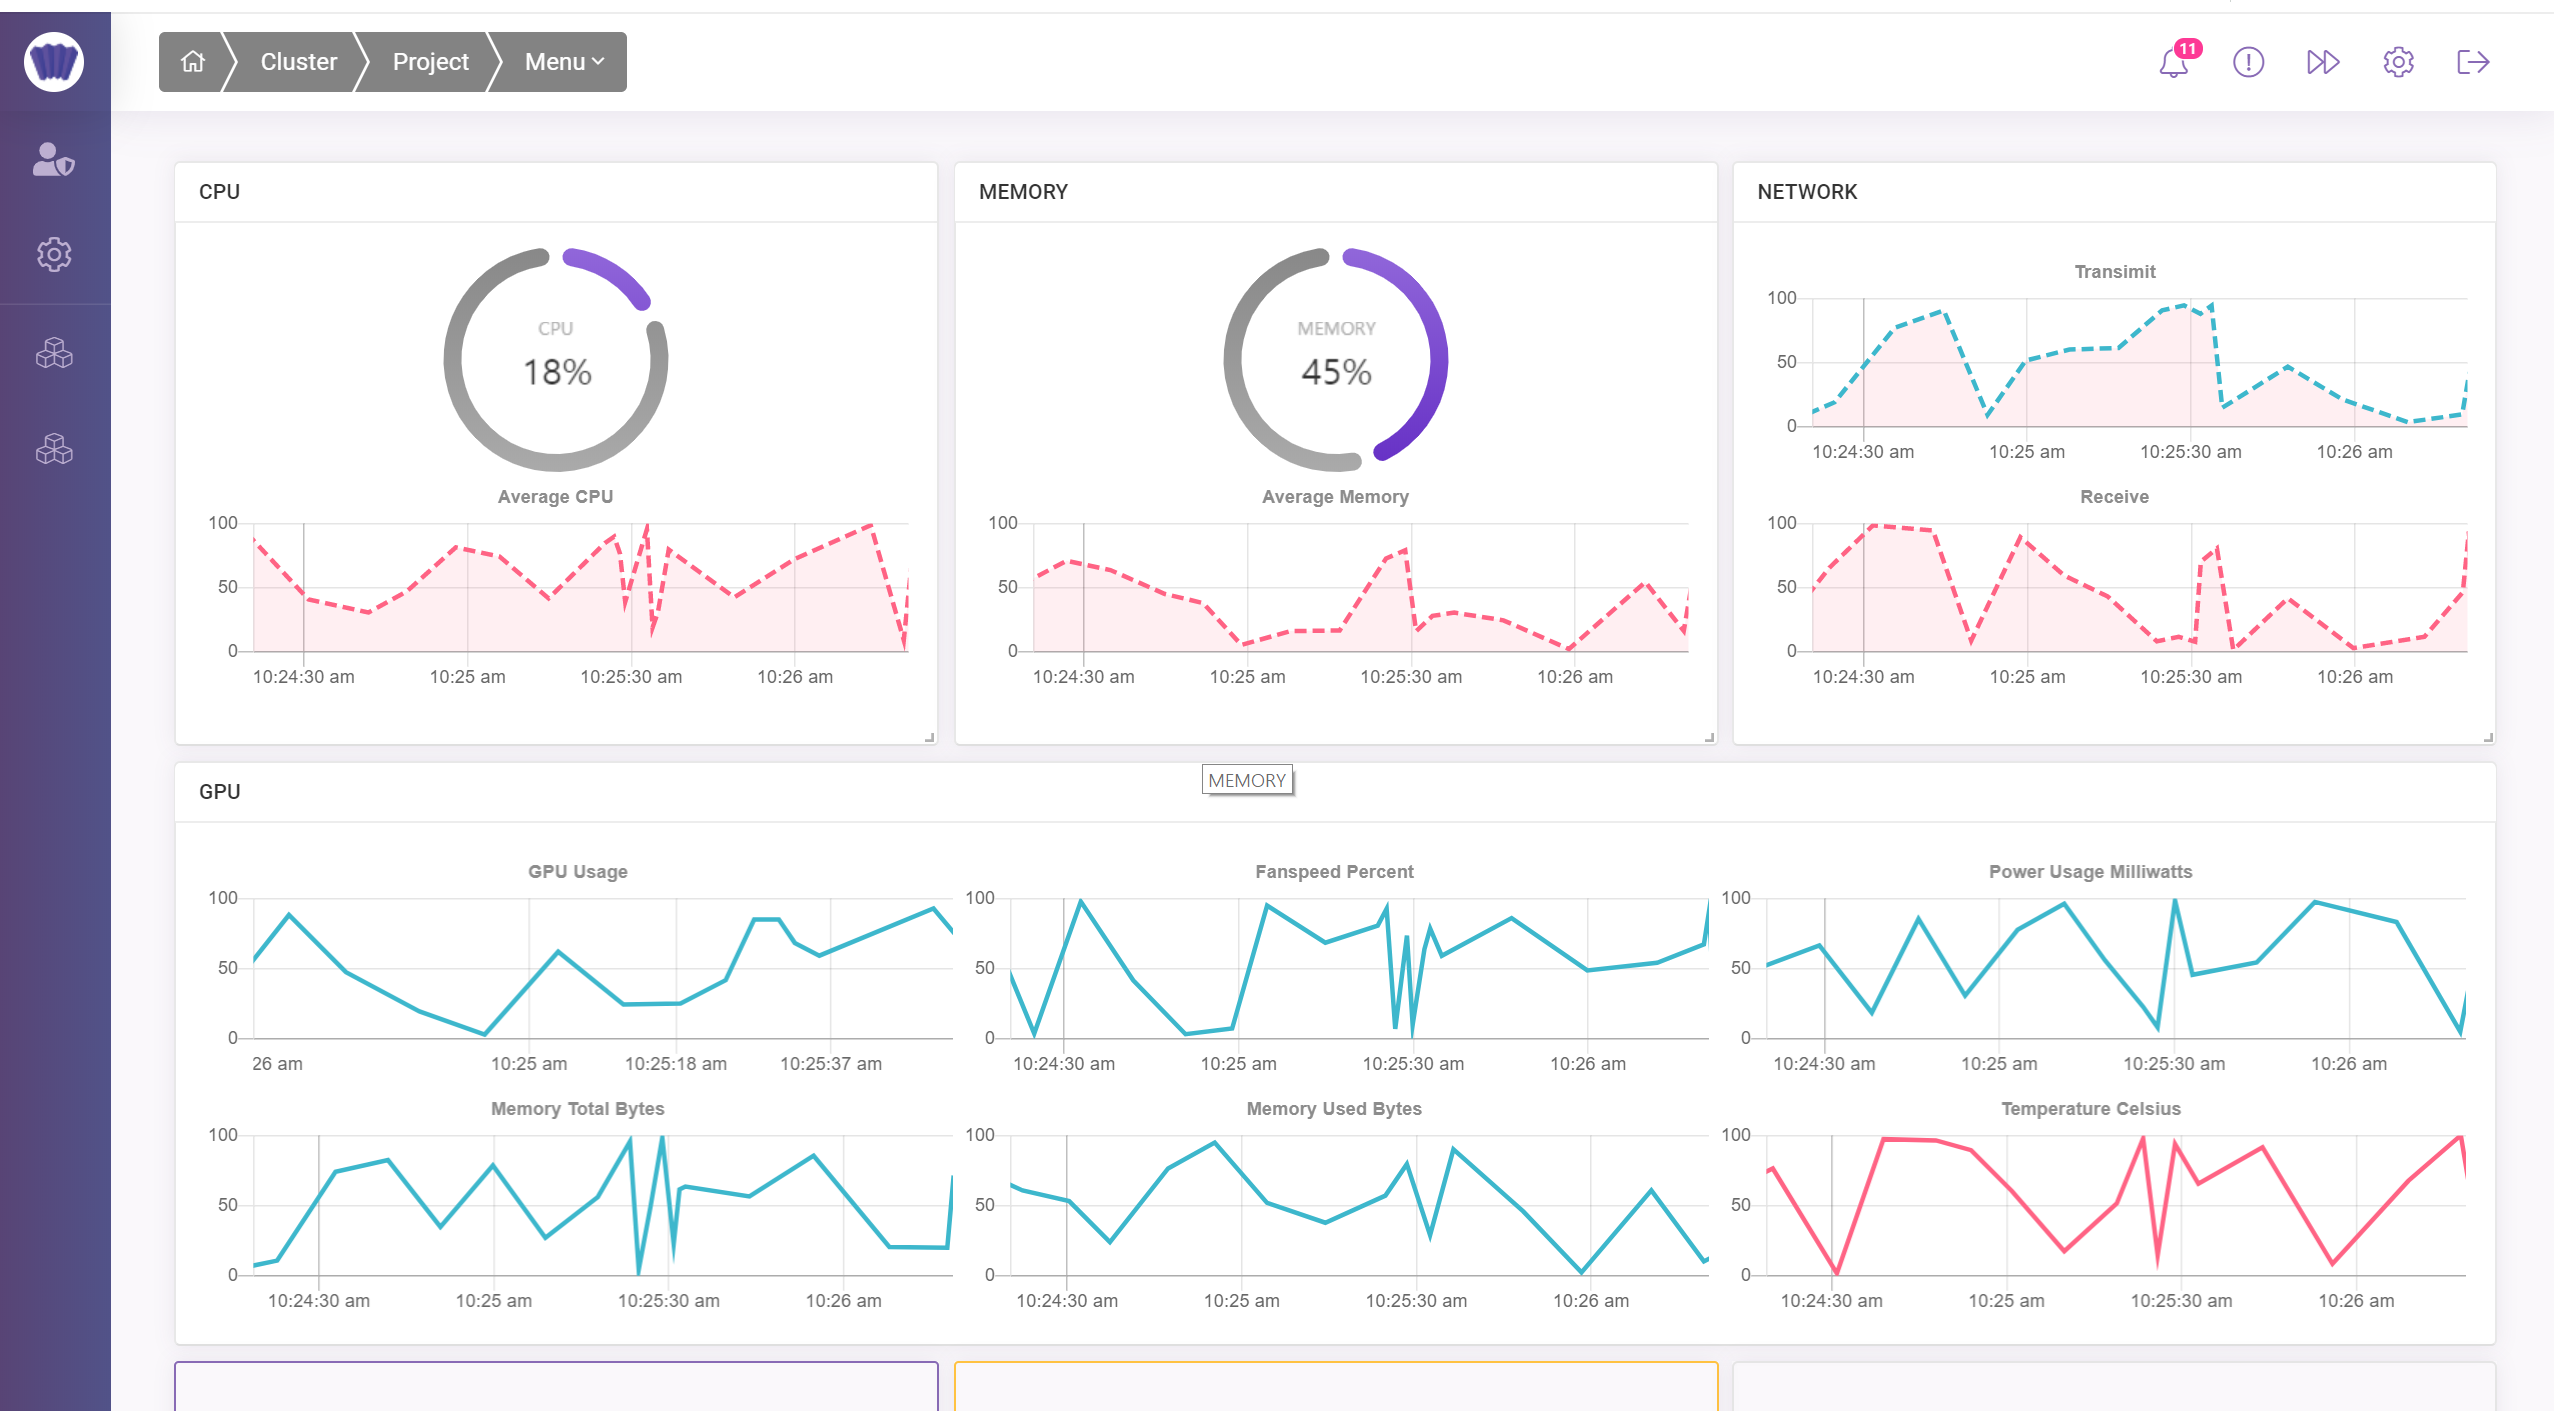 Cluster Project Menu
11
CPU
CPU
18%
Average CPU
100
50
0
10:24:30 am 10:25 am 10:25:30 am 10:26 am
MEMORY
MEMORY
45%
Average Memory
100
50
0
10:24:30 am 10:25 am 10:25:30 am 10:26 am
NETWORK
Transimit
100
50
0
10:24:30 am 10:25 am 10:25:30 am 10:26 am
Receive
100
50
0
10:24:30 am 10:25 am 10:25:30 am 10:26 am
MEMORY
GPU
GPU Usage
100
50
0
26 am 10:25 am 10:25:18 am 10:25:37 am
Fanspeed Percent
100
50
0
10:24:30 am 10:25 am 10:25:30 am 10:26 am
Power Usage Milliwatts
100
50
0
10:24:30 am 10:25 am 10:25:30 am 10:26 am
Memory Total Bytes
100
50
0
10:24:30 am 10:25 am 10:25:30 am 10:26 am
Memory Used Bytes
100
50
0
10:24:30 am 10:25 am 10:25:30 am 10:26 am
Temperature Celsius
100
50
0
10:24:30 am 10:25 am 10:25:30 am 10:26 am